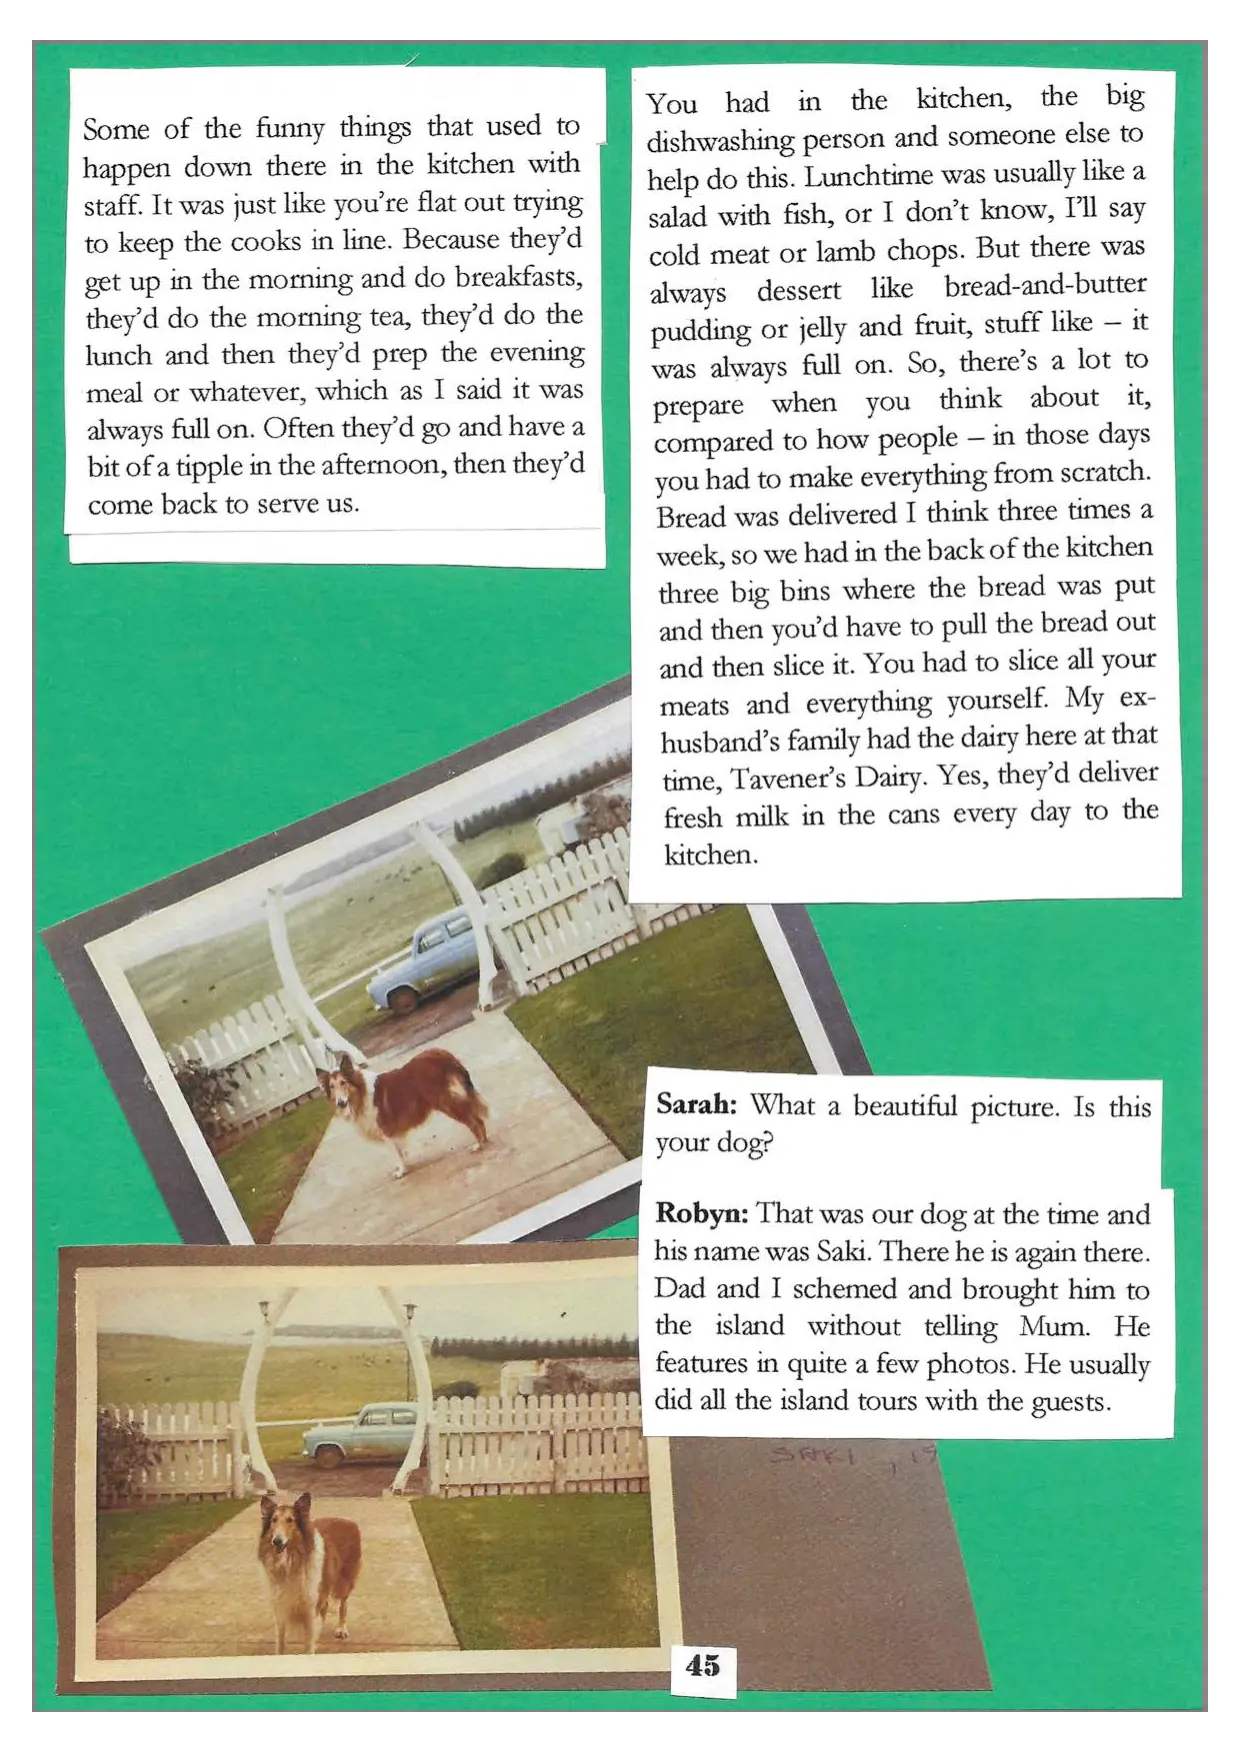 Some of the funny things that used to
happen down there in the kitchen with
staff. It was just like you’re flat out trying
to keep the cooks in line. Because they’d
get up in the morning and do breakfasts,
they’d do the morning tea, they’d do the
lunch and then they’d prep the evening
meal or whatever, which as I said it was
always full on. Often they’d go and have a
bit of a tipple in the afternoon, then they’d
come back to serve us.
You had in the kitchen, the big
dishwashing person and someone else to
help do this. Lunchtime was usually like a
salad with fish, or I don’t know, I’ll say
cold meat or lamb chops. But there was
always dessert like bread-and-butter
pudding or jelly and fruit, stuff like – it
was always full on. So, there’s a lot to
prepare when you think about it,
compared to how people – in those days
you had to make everything from scratch.
Bread was delivered I think three times a
week, so we had in the back of the kitchen
three big bins where the bread was put
and then you’d have to pull the bread out
and then slice it. You had to slice all your
meats and everything yourself. My ex-
husband’s family had the dairy here at that
time, Tavener’s Dairy. Yes, they’d deliver
fresh milk in the cans every day to the
kitchen.
Sarah: What a beautiful picture. Is this
your dog?
Robyn: That was our dog at the time and
his name was Saki. There he is again there.
Dad and I schemed and brought him to
the island without telling Mum. He
features in quite a few photos. He usually
did all the island tours with the guests.
SAKI , 19
45